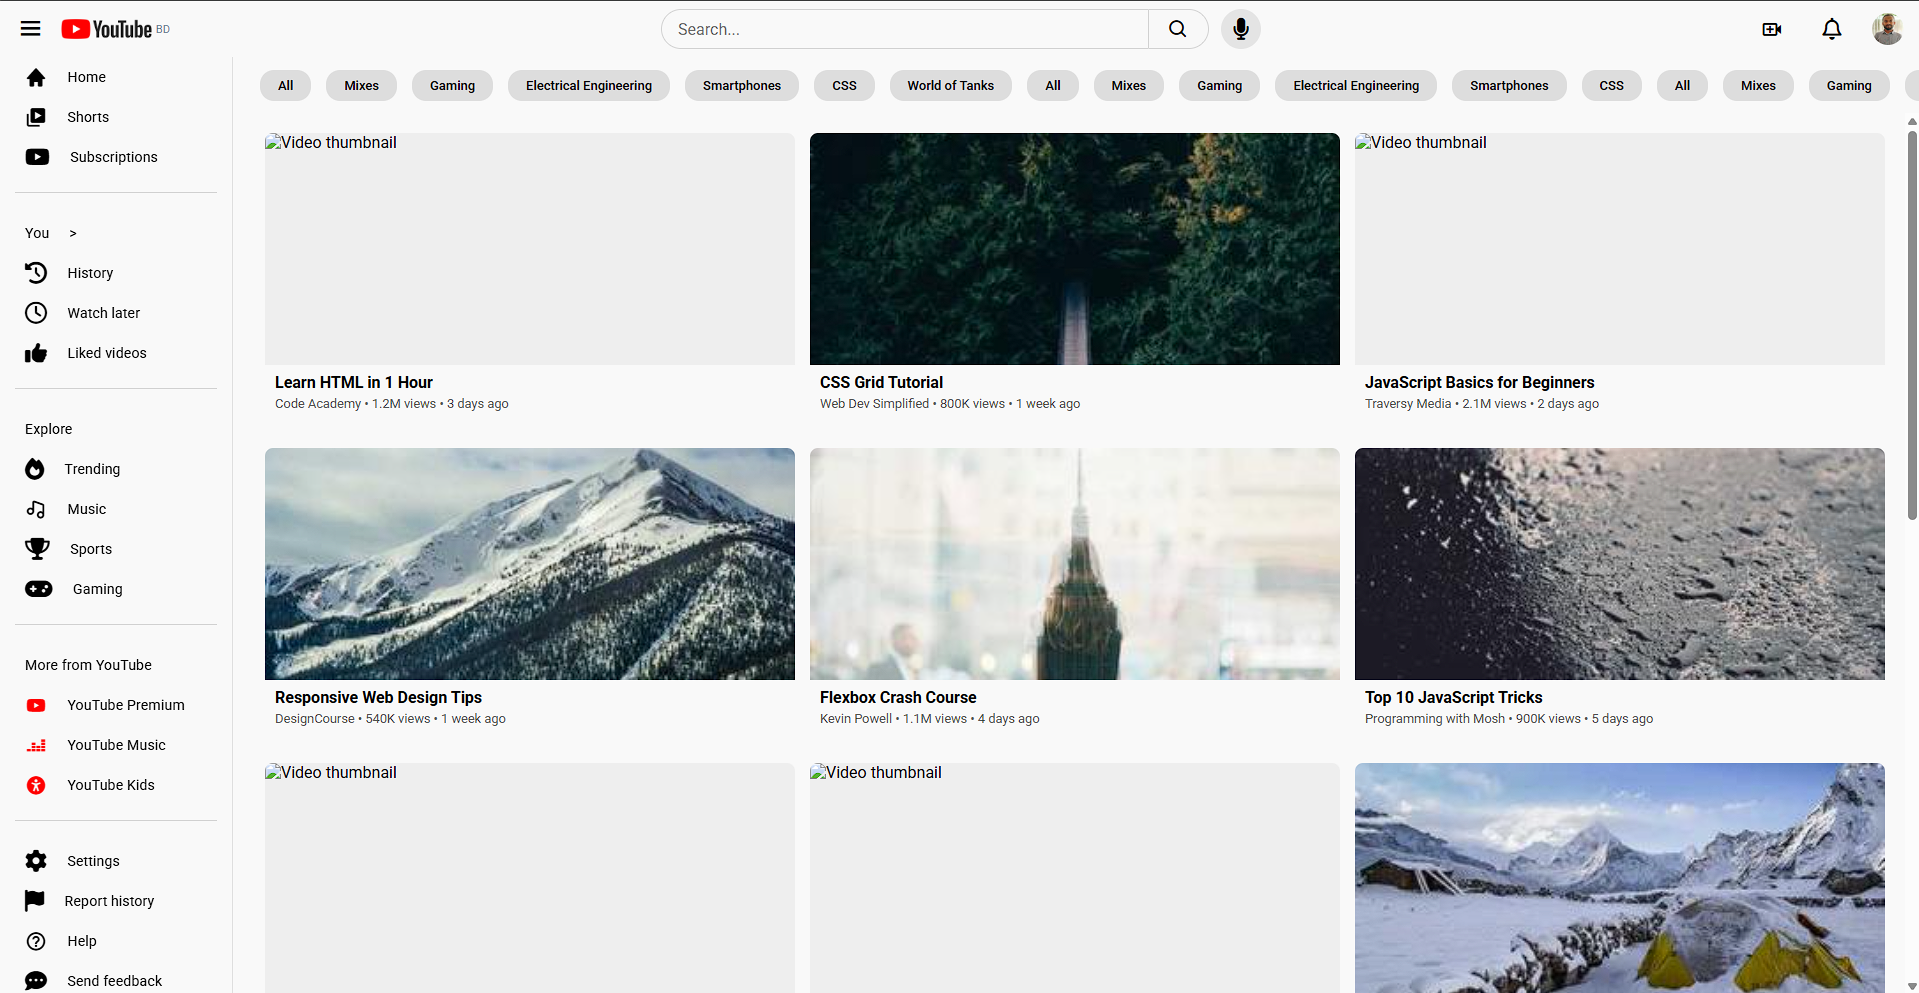 YouTube BD
Search...
Home
Shorts
Subscriptions
You >
History
Watch later
Liked videos
Explore
Trending
Music
Sports
Gaming
More from YouTube
YouTube Premium
YouTube Music
YouTube Kids
Settings
Report history
Help
Send feedback
All Mixes Gaming Electrical Engineering Smartphones CSS World of Tanks All Mixes Gaming Electrical Engineering Smartphones CSS All Mixes Gaming
Video thumbnail
Learn HTML in 1 Hour
Code Academy • 1.2M views • 3 days ago
CSS Grid Tutorial
Web Dev Simplified • 800K views • 1 week ago
Video thumbnail
JavaScript Basics for Beginners
Traversy Media • 2.1M views • 2 days ago
Responsive Web Design Tips
DesignCourse • 540K views • 1 week ago
Flexbox Crash Course
Kevin Powell • 1.1M views • 4 days ago
Top 10 JavaScript Tricks
Programming with Mosh • 900K views • 5 days ago
Video thumbnail
Video thumbnail